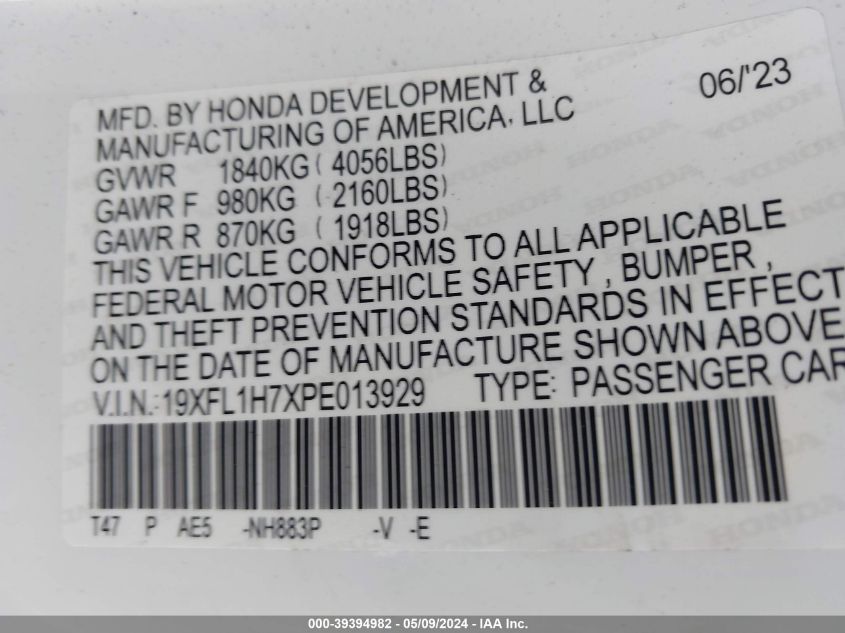 06/'23
MFD. BY HONDA DEVELOPMENT &
MANUFACTURING OF AMERICA, LLC
GVWR 1840KG ( 4056LBS)
GAWR F 980KG ( 2160LBS)
GAWR R 870KG ( 1918LBS)
THIS VEHICLE CONFORMS TO ALL APPLICABLE
FEDERAL MOTOR VEHICLE SAFETY , BUMPER ,
AND THEFT PREVENTION STANDARDS IN EFFECT
ON THE DATE OF MANUFACTURE SHOWN ABOVE
V.I.N.: 19XFL1H7XPE013929 TYPE: PASSENGER CAR
T47 P AE5 -NH883P -V -E
000-39394982 - 05/09/2024 - IAA Inc.